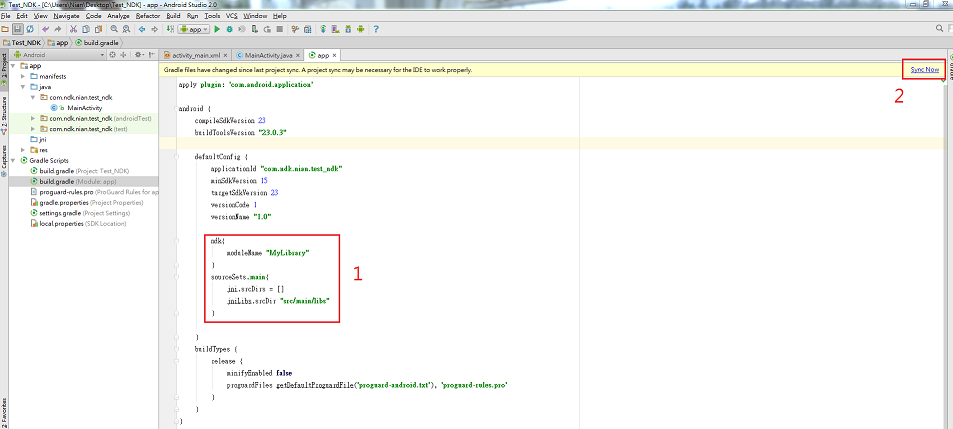 Test_NDK - [C:\Users\Nian\Desktop\Test_NDK] - app - Android Studio 2.0
File Edit View Navigate Code Analyze Refactor Build Run Tools VCS Window Help
app
Test_NDK app build.gradle
Android
activity_main.xml MainActivity.java app
Gradle files have changed since last project sync. A project sync may be necessary for the IDE to work properly. Sync Now
1: Project
2: Structure
Captures
2: Favorites
app
manifests
java
com.ndk.nian.test_ndk
MainActivity
com.ndk.nian.test_ndk (androidTest)
com.ndk.nian.test_ndk (test)
jni
res
Gradle Scripts
build.gradle (Project: Test_NDK)
build.gradle (Module: app)
proguard-rules.pro (ProGuard Rules for ap
gradle.properties (Project Properties)
settings.gradle (Project Settings)
local.properties (SDK Location)
apply plugin: 'com.android.application'
android {
compileSdkVersion 23
buildToolsVersion "23.0.3"
defaultConfig {
applicationId "com.ndk.nian.test_ndk"
minSdkVersion 15
targetSdkVersion 23
versionCode 1
versionName "1.0"
ndk{
moduleName "MyLibrary"
}
sourceSets.main{
jni.srcDirs = []
jniLibs.srcDir "src/main/libs"
}
}
buildTypes {
release {
minifyEnabled false
proguardFiles getDefaultProguardFile('proguard-android.txt'), 'proguard-rules.pro'
}
}
}
1
2